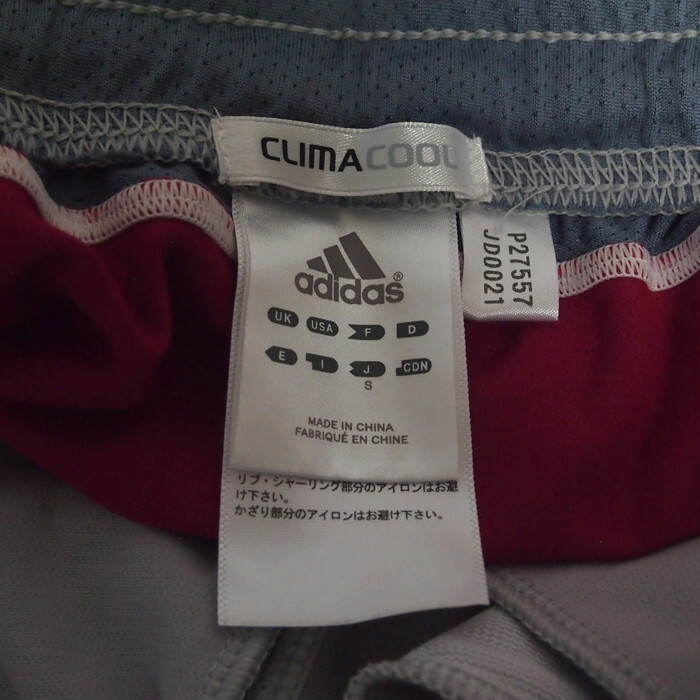 CLIMACOOL
adidas®
UK USA F D
E I J CDN
S
MADE IN CHINA
FABRIQUÉ EN CHINE
リブ・シャーリング部分のアイロンはお避
け下さい。
かざり部分のアイロンはお避け下さい。
P27557
JD0021